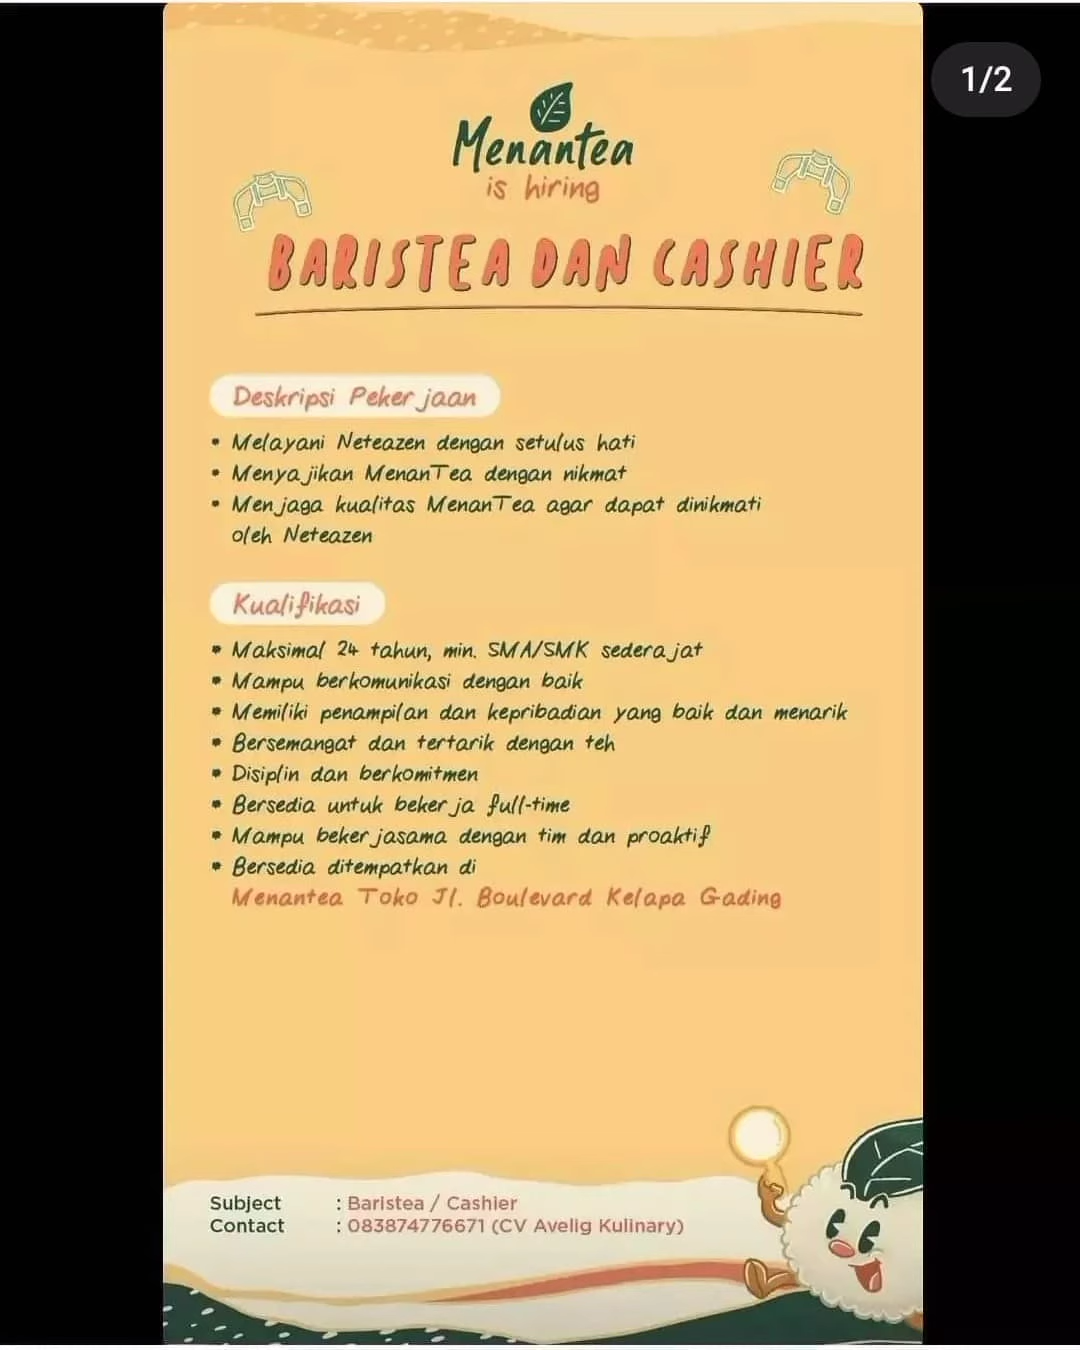 1/2
Menantea
is hiring
BARISTEA DAN CASHIER
Deskripsi Pekerjaan
• Melayani Neteazen dengan setulus hati
• Menyajikan MenanTea dengan nikmat
• Menjaga kualitas MenanTea agar dapat dinikmati
oleh Neteazen
Kualifikasi
• Maksimal 24 tahun, min. SMA/SMK sederajat
• Mampu berkomunikasi dengan baik
• Memiliki penampilan dan kepribadian yang baik dan menarik
• Bersemangat dan tertarik dengan teh
• Disiplin dan berkomitmen
• Bersedia untuk bekerja full-time
• Mampu bekerjasama dengan tim dan proaktif
• Bersedia ditempatkan di
Menantea Toko Jl. Boulevard Kelapa Gading
Subject : Baristea / Cashier
Contact : 083874776671 (CV Avelig Kulinary)